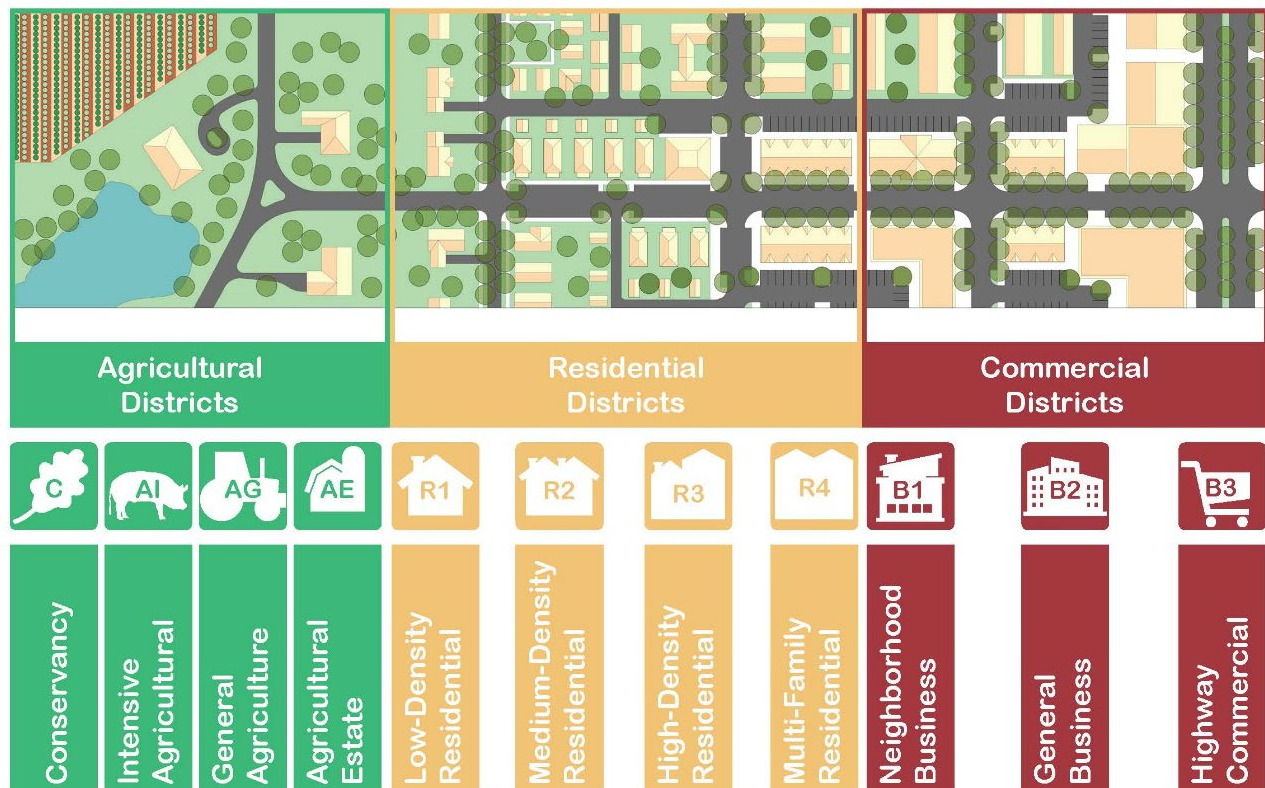 Agricultural
Districts
Residential
Districts
Commercial
Districts
C
AI
AG
AE
R1
R2
R3
R4
B1
B2
B3
Conservancy
Intensive
Agricultural
General
Agriculture
Agricultural
Estate
Low-Density
Residential
Medium-Density
Residential
High-Density
Residential
Multi-Family
Residential
Neighborhood
Business
General
Business
Highway
Commercial